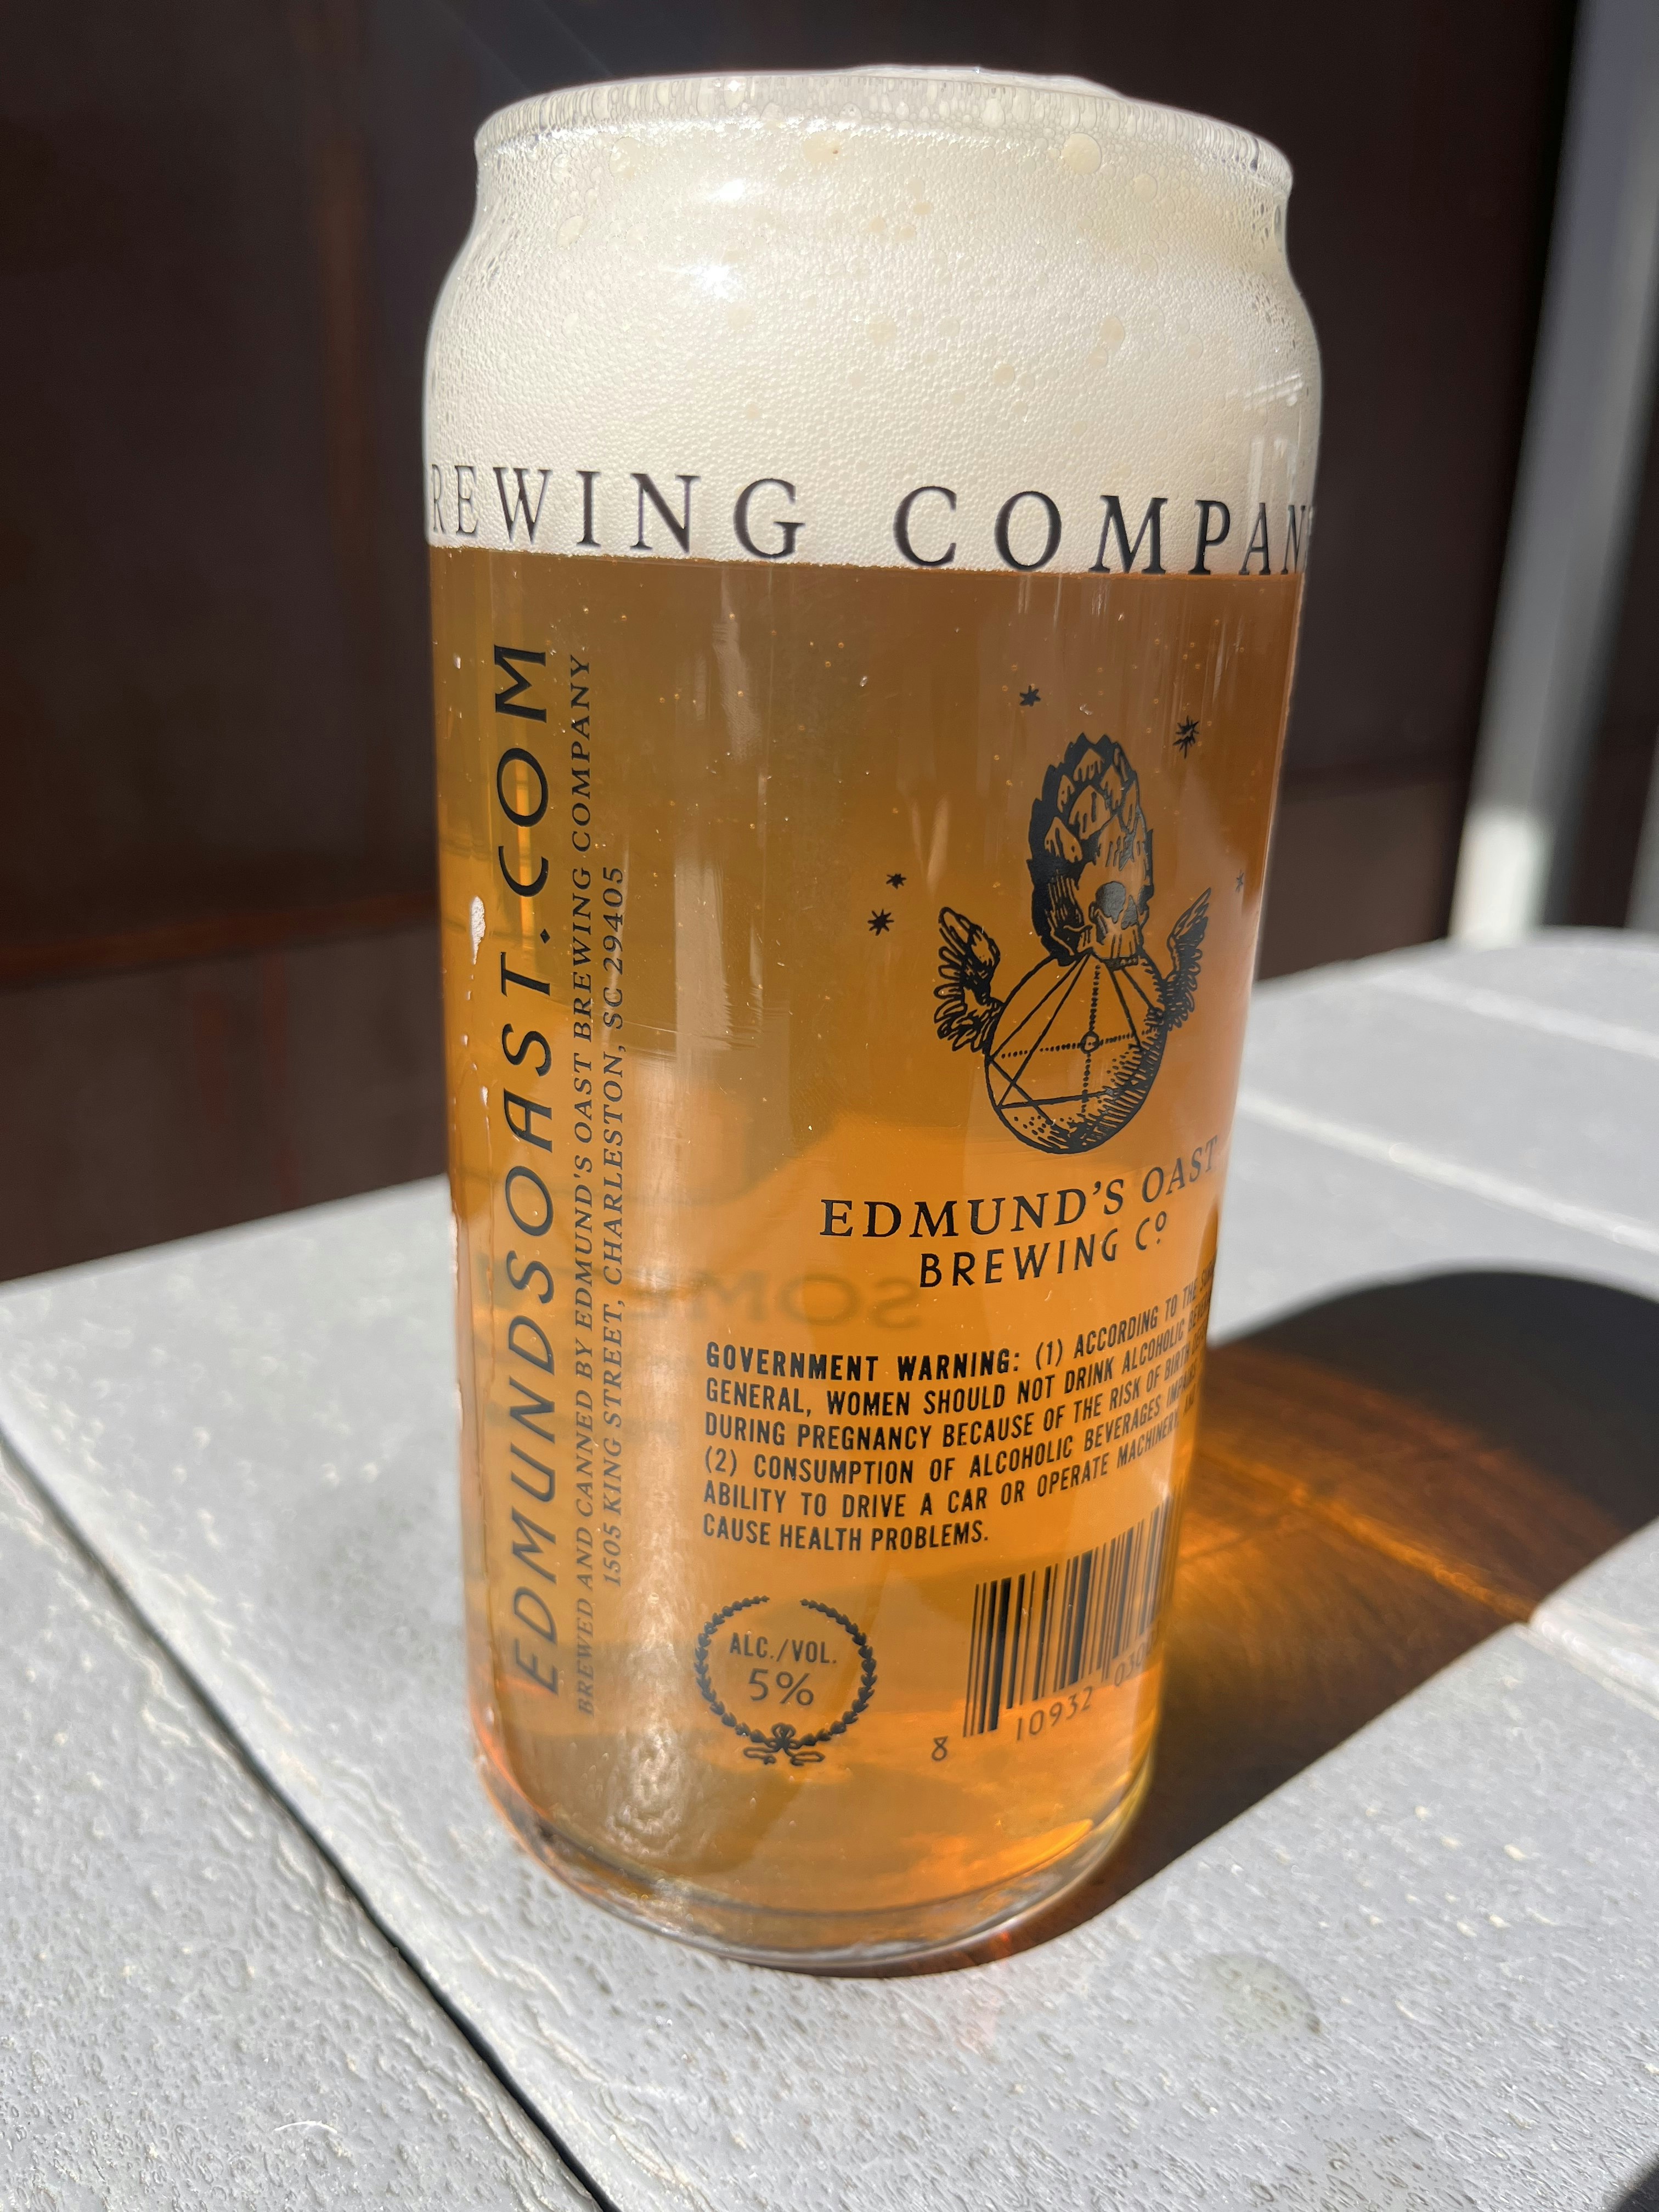 REWING COMPAN
EDMUNDSOAST.COM
BREWED AND CANNED BY EDMUND'S OAST BREWING COMPANY
1505 KING STREET, CHARLESTON, SC 29405
EDMUND'S OAST
BREWING Cº
SOME
GOVERNMENT WARNING: (1) ACCORDING TO THE
GENERAL, WOMEN SHOULD NOT DRINK ALCOHOLIC
DURING PREGNANCY BECAUSE OF THE RISK OF BIRTH
(2) CONSUMPTION OF ALCOHOLIC BEVERAGES
ABILITY TO DRIVE A CAR OR OPERATE MACHINERY,
CAUSE HEALTH PROBLEMS.
ALC./VOL.
5%
8 10932